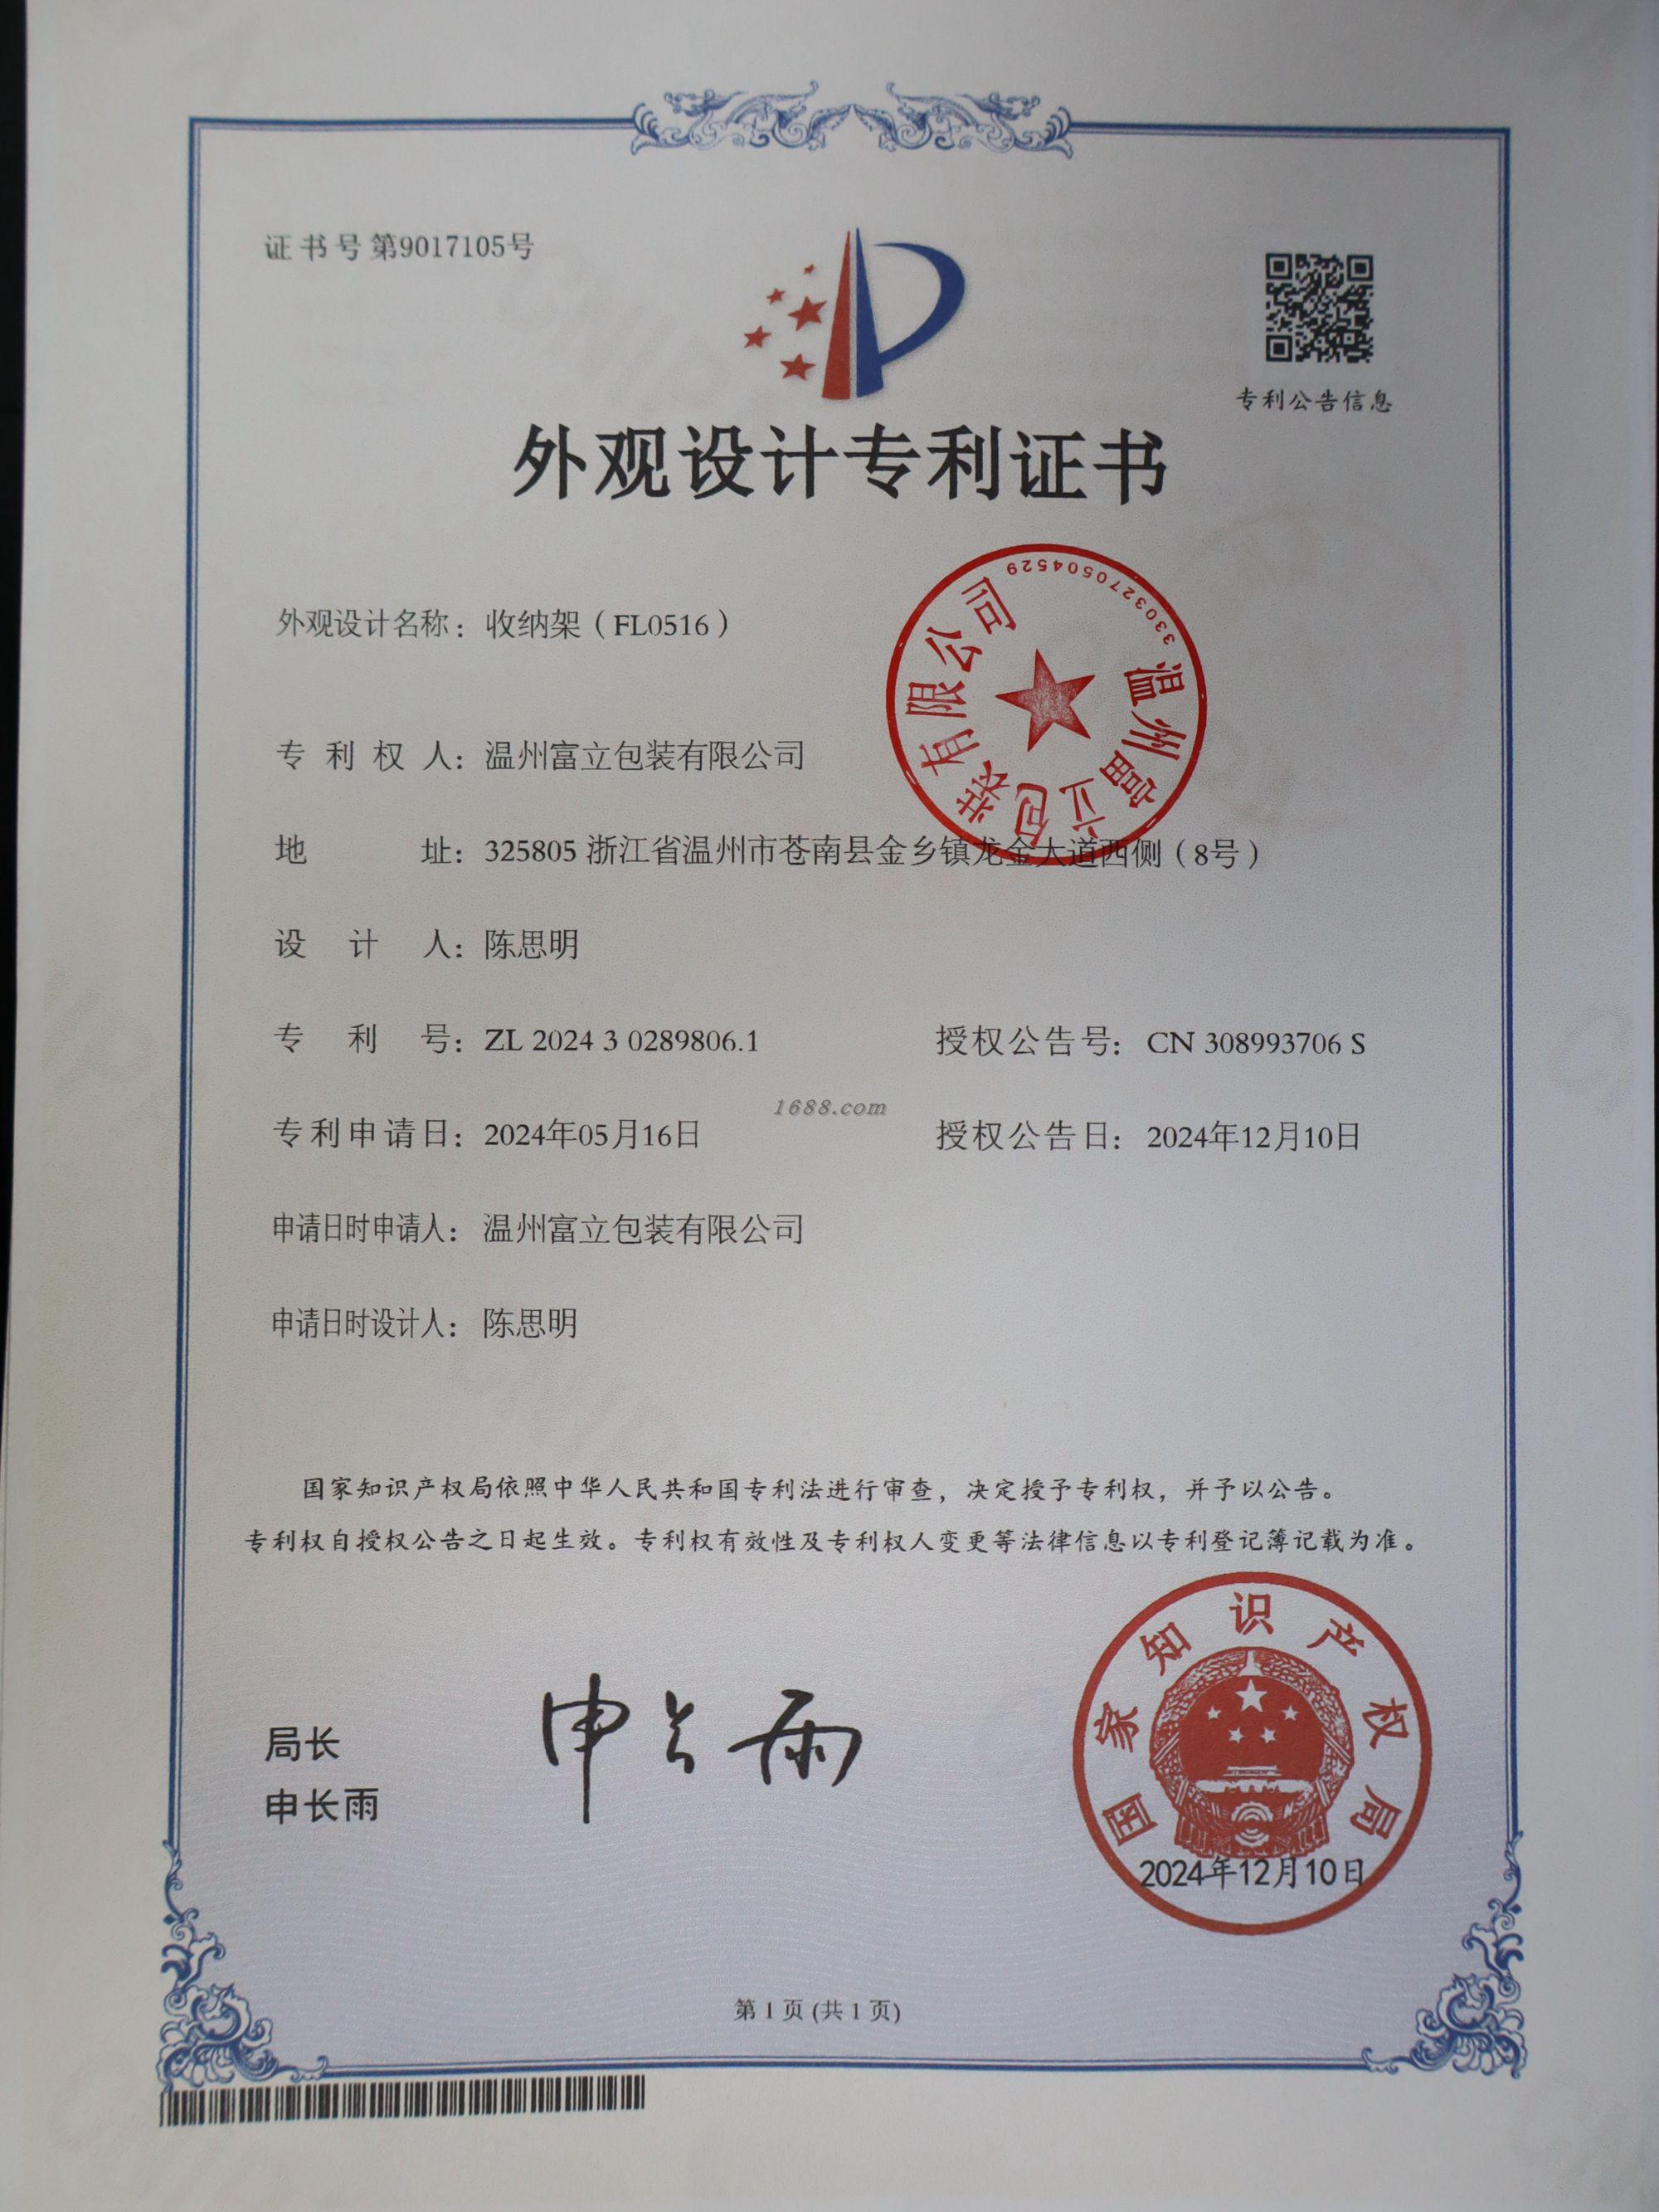 证书号第9017105号
专利公告信息
外观设计专利证书
外观设计名称：收纳架（FL0516）
专利权人：温州富立包装有限公司
温州富立包装有限公司
3303270504529
地址：325805 浙江省温州市苍南县金乡镇龙金大道西侧（8号）
设计人：陈思明
专利号：ZL 2024 3 0289806.1 授权公告号：CN 308993706 S
1688.com
专利申请日：2024年05月16日 授权公告日：2024年12月10日
申请日时申请人：温州富立包装有限公司
申请日时设计人：陈思明
国家知识产权局依照中华人民共和国专利法进行审查，决定授予专利权，并予以公告。
专利权自授权公告之日起生效。专利权有效性及专利权人变更等法律信息以专利登记簿记载为准。
局长
申长雨
申长雨
国家知识产权局
2024年12月10日
第 1 页 (共 1 页)